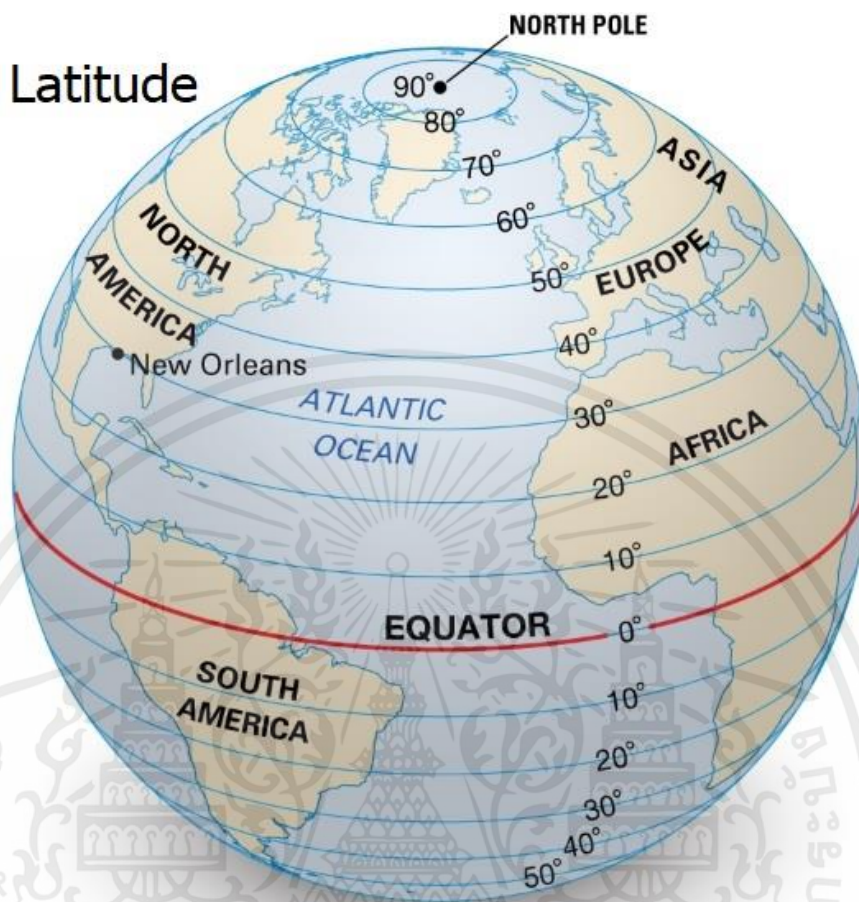 NORTH POLE
Latitude
90°
80°
70°
60°
50°
40°
30°
20°
10°
0°
10°
20°
30°
40°
50°
ASIA
EUROPE
NORTH
AMERICA
New Orleans
ATLANTIC
OCEAN
AFRICA
EQUATOR
SOUTH
AMERICA